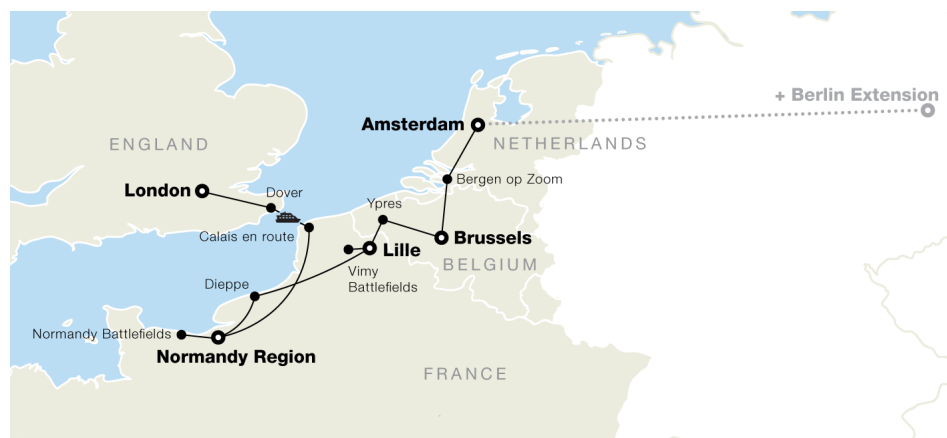 + Berlin Extension
Amsterdam
NETHERLANDS
ENGLAND
Bergen op Zoom
London
Dover
Ypres
Calais en route
Brussels
Lille
BELGIUM
Vimy
Battlefields
Dieppe
Normandy Battlefields
Normandy Region
FRANCE